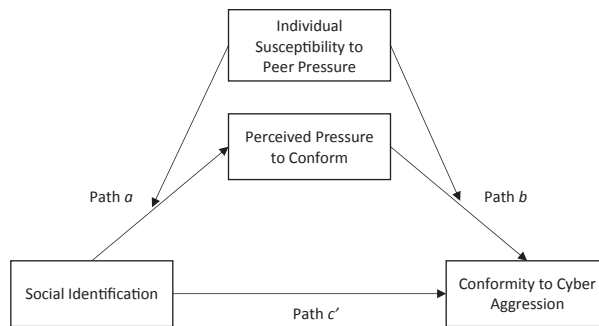 Individual
Susceptibility to
Peer Pressure
Perceived Pressure
to Conform
Path a
Path b
Social Identification
Conformity to Cyber
Aggression
Path c’